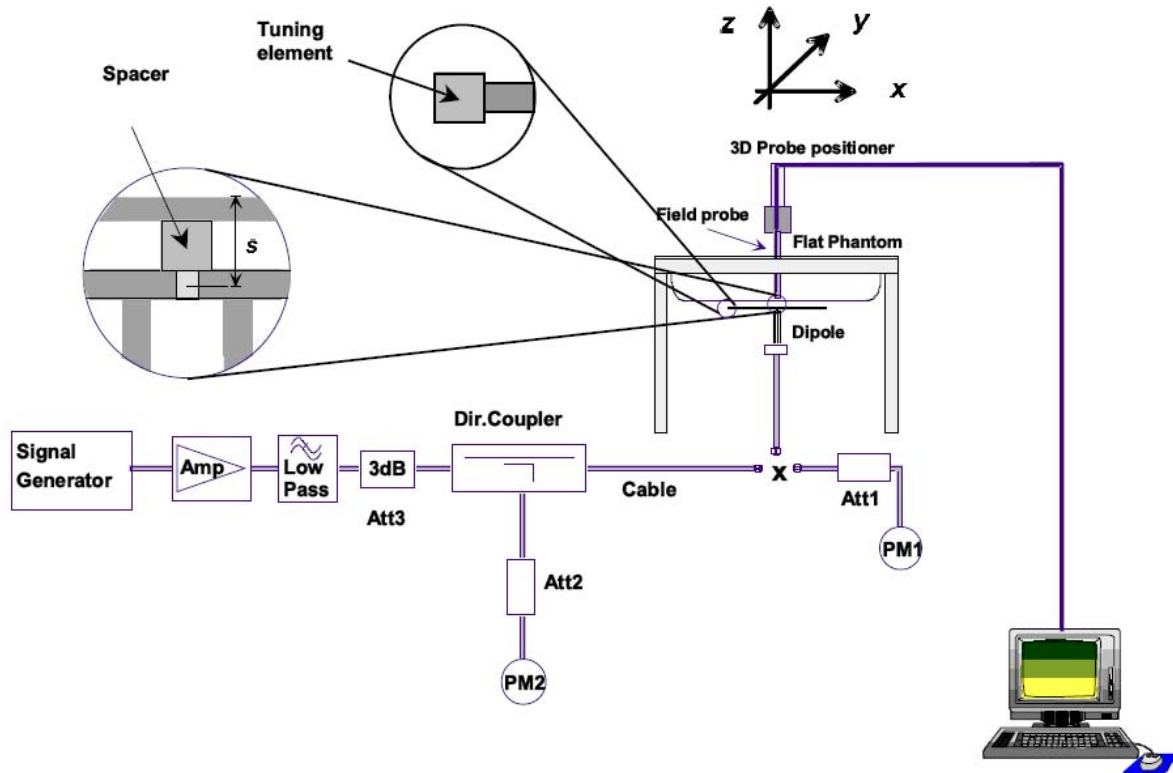 Tuning
element
Spacer
s
z
y
x
3D Probe positioner
Field probe
Flat Phantom
Dipole
Dir.Coupler
Signal
Generator
Amp
Low
Pass
3dB
Att3
Cable
x
Att1
PM1
Att2
PM2